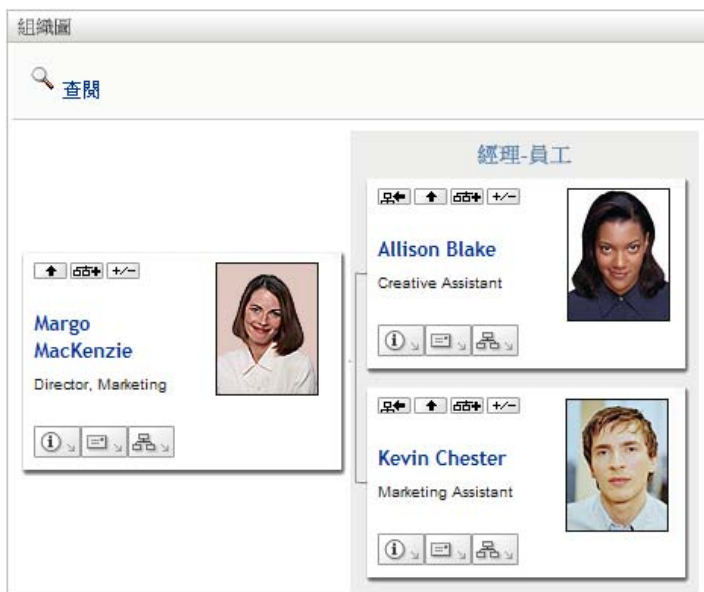 組織圖
查閱
經理-員工
+/-
Allison Blake
Creative Assistant
+/-
Margo
MacKenzie
Director, Marketing
+/-
Kevin Chester
Marketing Assistant